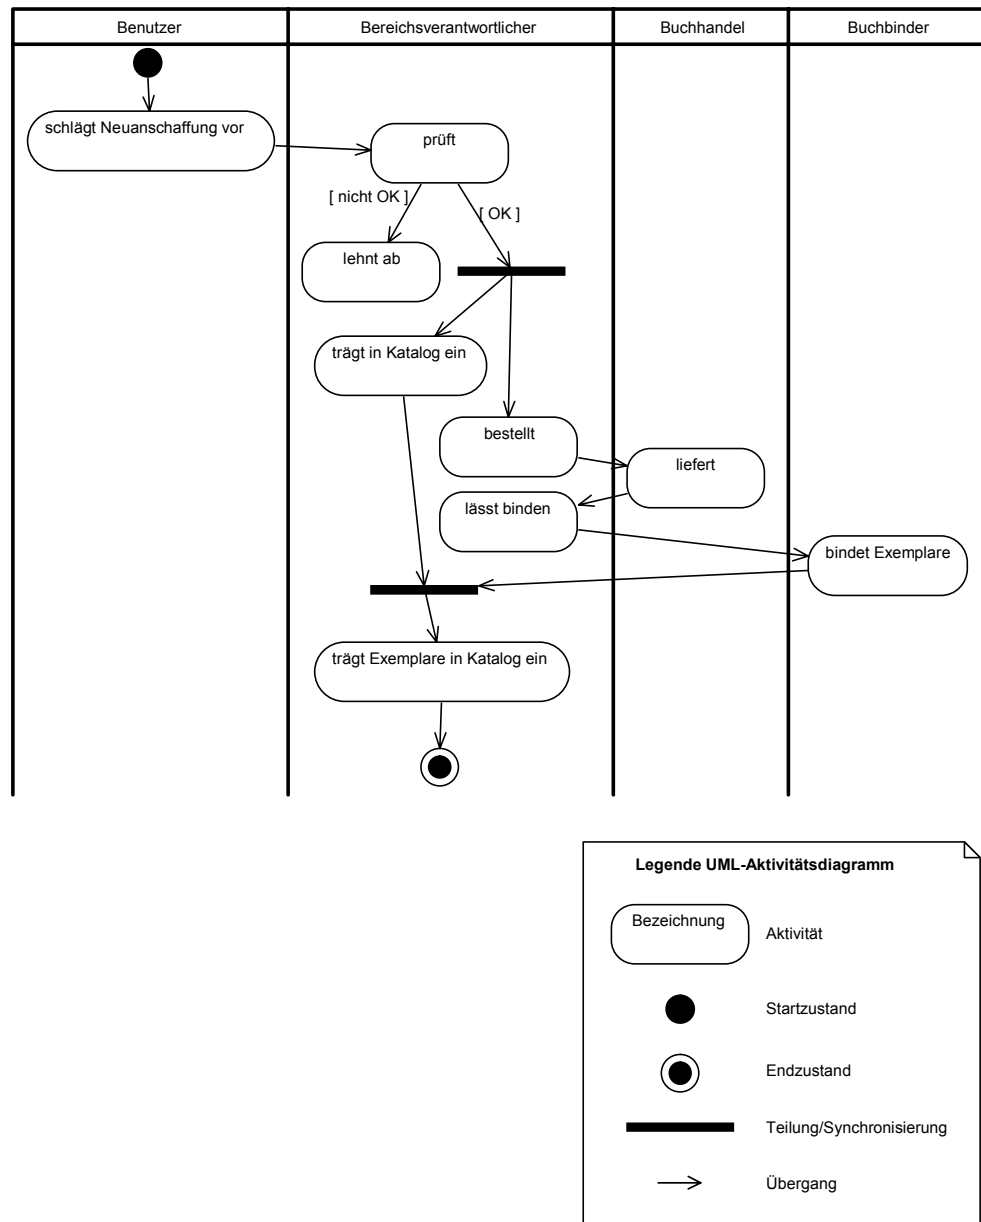 Benutzer
Bereichsverantwortlicher
Buchhandel
Buchbinder
schlägt Neuanschaffung vor
prüft
[ nicht OK ]
[ OK ]
lehnt ab
trägt in Katalog ein
bestellt
liefert
lässt binden
bindet Exemplare
trägt Exemplare in Katalog ein
Legende UML-Aktivitätsdiagramm
Bezeichnung
Aktivität
Startzustand
Endzustand
Teilung/Synchronisierung
Übergang